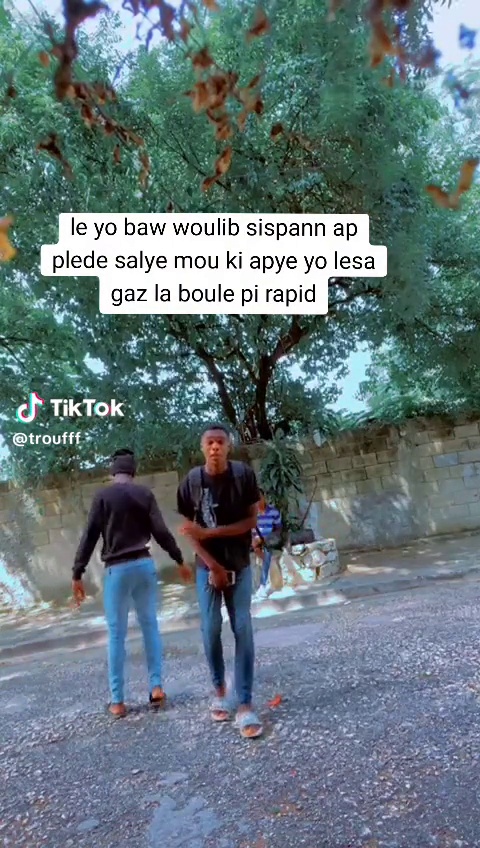 le yo baw woulib sispann ap
plede salye mou ki apye yo lesa
gaz la boule pi rapid
TikTok
@troufff